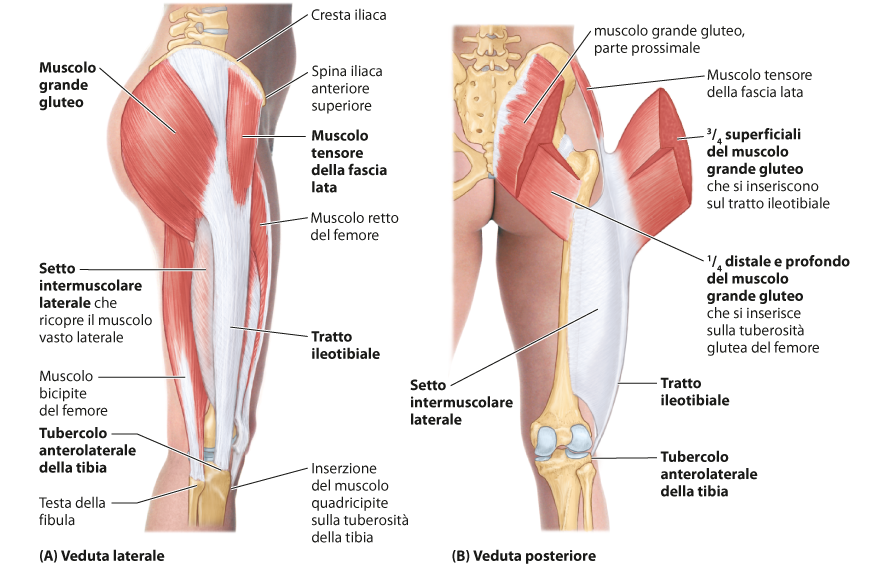 Cresta iliaca
Muscolo
grande
gluteo
Spina iliaca
anteriore
superiore
Muscolo
tensore
della fascia
lata
Muscolo retto
del femore
Setto
intermuscolare
laterale che
ricopre il muscolo
vasto laterale
Tratto
ileotibiale
Muscolo
bicipite
del femore
Tubercolo
anterolaterale
della tibia
Testa della
fibula
Inserzione
del muscolo
quadricipite
sulla tuberosità
della tibia
(A) Veduta laterale
muscolo grande gluteo,
parte prossimale
Muscolo tensore
della fascia lata
3/4 superficiali
del muscolo
grande gluteo
che si inseriscono
sul tratto ileotibiale
1/4 distale e profondo
del muscolo
grande gluteo
che si inserisce
sulla tuberosità
glutea del femore
Setto
intermuscolare
laterale
Tratto
ileotibiale
Tubercolo
anterolaterale
della tibia
(B) Veduta posteriore